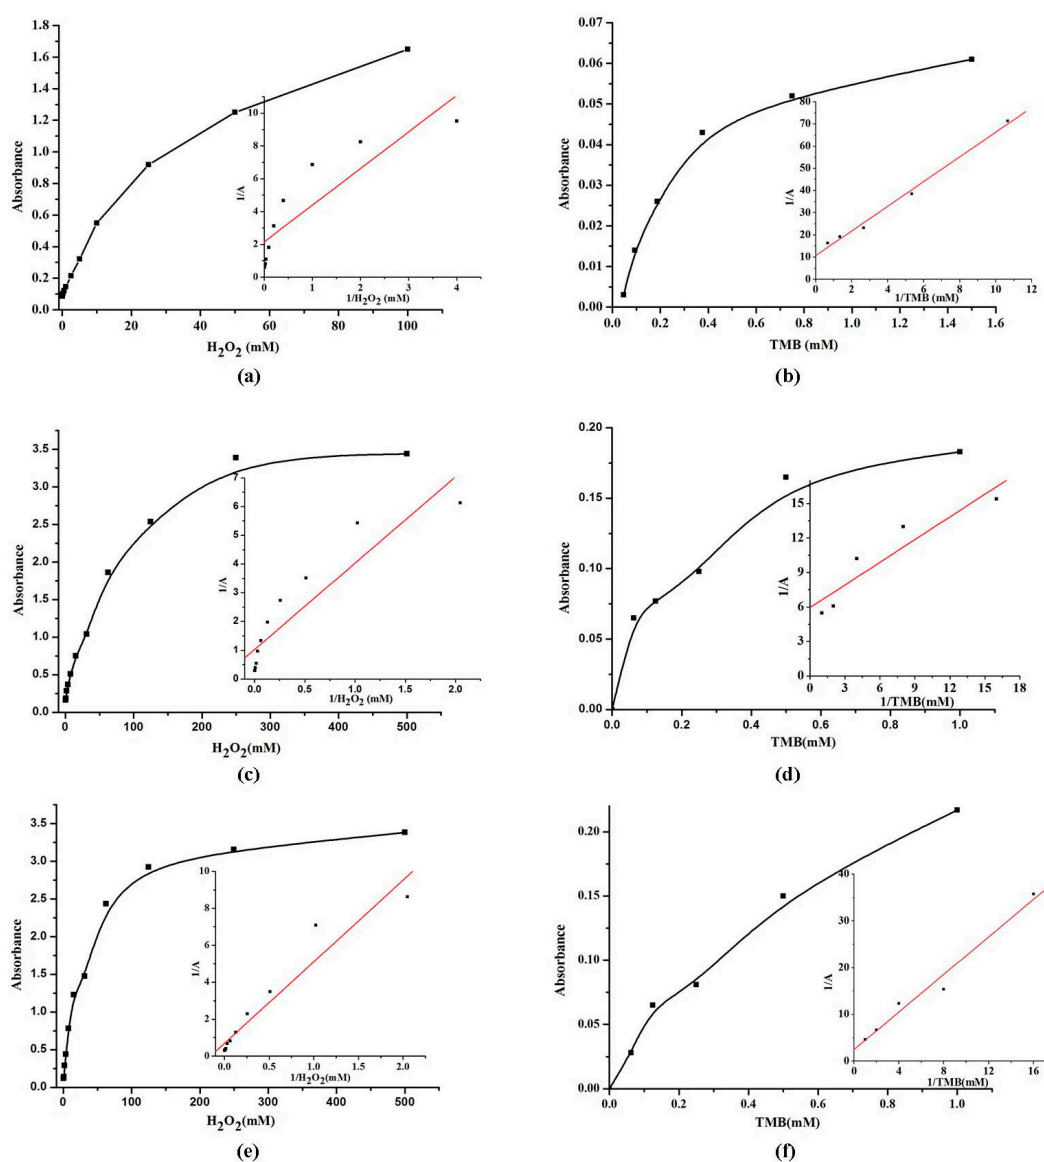 1.8
1.6
1.4
1.2
1.0
0.8
0.6
0.4
0.2
0.0
Absorbance
0 20 40 60 80 100
H2O2 (mM)
10
8
6
4
2
0
1/A
0 1 2 3 4
1/H2O2 (mM)
(a)
0.07
0.06
0.05
0.04
0.03
0.02
0.01
0.00
Absorbance
0.0 0.2 0.4 0.6 0.8 1.0 1.2 1.4 1.6
TMB (mM)
80
70
60
50
40
30
20
10
0
1/A
0 2 4 6 8 10 12
1/TMB (mM)
(b)
3.5
3.0
2.5
2.0
1.5
1.0
0.5
0.0
Absorbance
0 100 200 300 400 500
H2O2(mM)
7
6
5
4
3
2
1
0
1/A
0.0 0.5 1.0 1.5 2.0
1/H2O2 (mM)
(c)
0.20
0.15
0.10
0.05
0.00
Absorbance
0.0 0.2 0.4 0.6 0.8 1.0
TMB(mM)
15
12
9
6
3
0
1/A
0 3 6 9 12 15 18
1/TMB(mM)
(d)
3.5
3.0
2.5
2.0
1.5
1.0
0.5
0.0
Absorbance
0 100 200 300 400 500
H2O2(mM)
10
8
6
4
2
0
1/A
0.0 0.5 1.0 1.5 2.0
1/H2O2(mM)
(e)
0.20
0.15
0.10
0.05
0.00
Absorbance
0.0 0.2 0.4 0.6 0.8 1.0
TMB(mM)
40
30
20
10
0
1/A
0 4 8 12 16
1/TMB(mM)
(f)